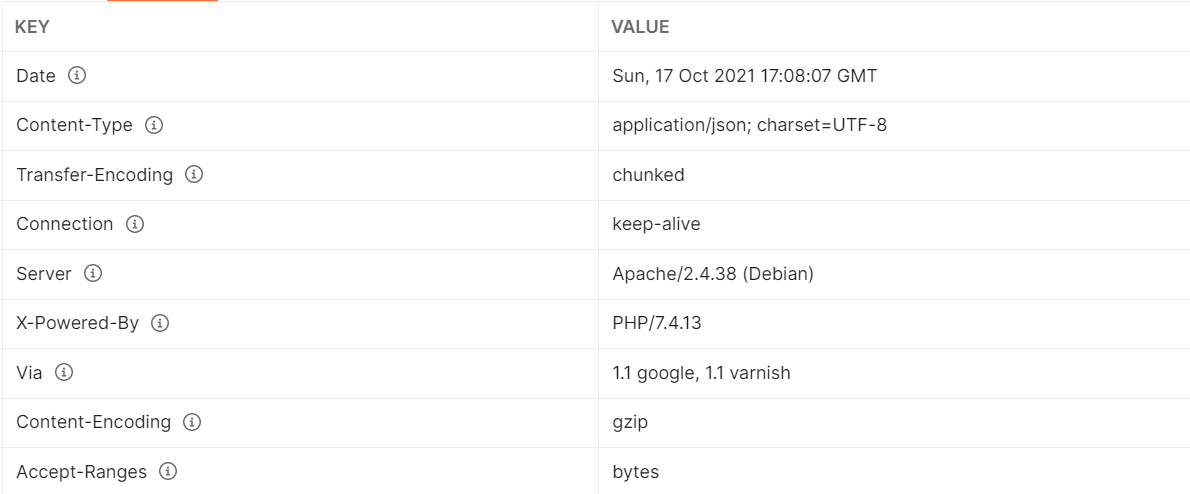 KEY VALUE
Date Sun, 17 Oct 2021 17:08:07 GMT
Content-Type application/json; charset=UTF-8
Transfer-Encoding chunked
Connection keep-alive
Server Apache/2.4.38 (Debian)
X-Powered-By PHP/7.4.13
Via 1.1 google, 1.1 varnish
Content-Encoding gzip
Accept-Ranges bytes